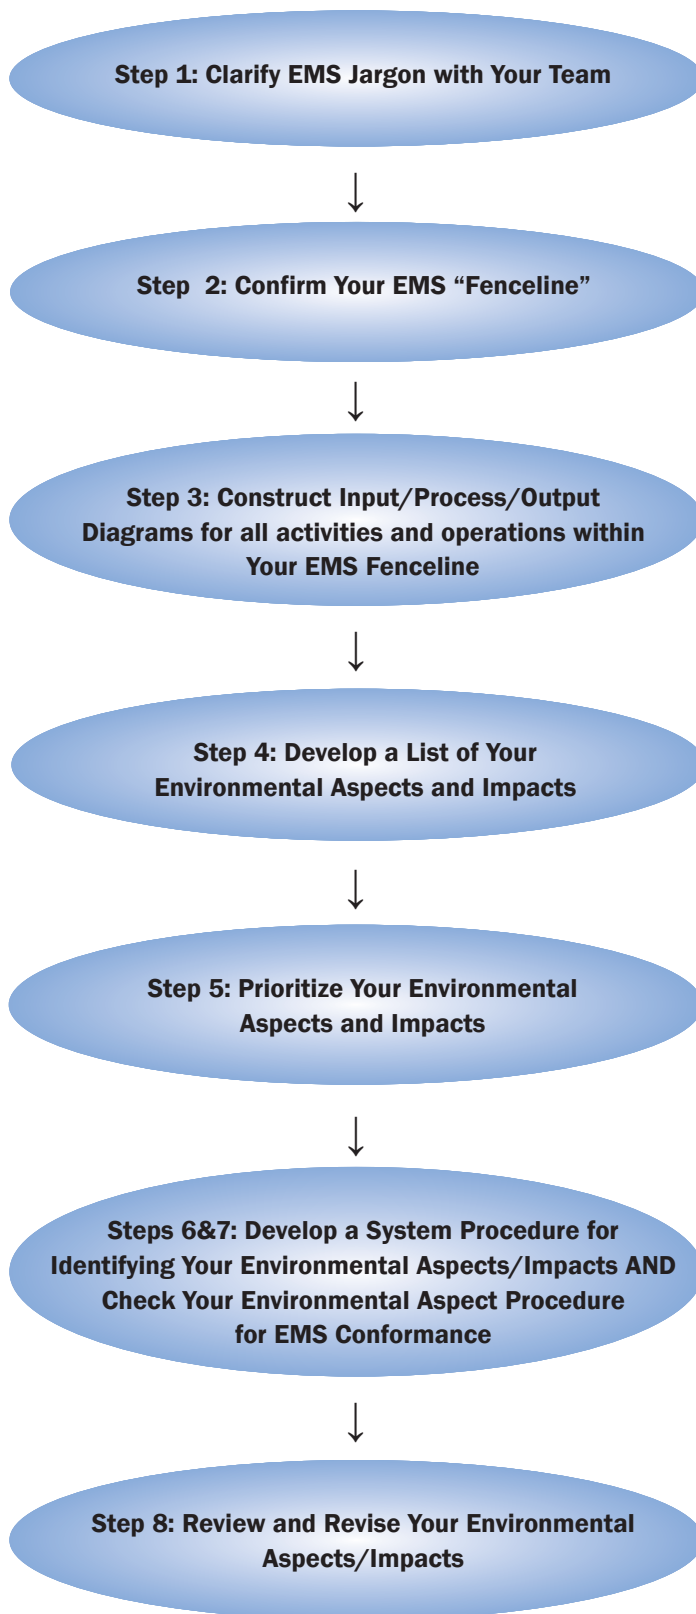 Step 1: Clarify EMS Jargon with Your Team
↓
Step 2: Confirm Your EMS “Fenceline”
↓
Step 3: Construct Input/Process/Output
Diagrams for all activities and operations within
Your EMS Fenceline
↓
Step 4: Develop a List of Your
Environmental Aspects and Impacts
↓
Step 5: Prioritize Your Environmental
Aspects and Impacts
↓
Steps 6&7: Develop a System Procedure for
Identifying Your Environmental Aspects/Impacts AND
Check Your Environmental Aspect Procedure
for EMS Conformance
↓
Step 8: Review and Revise Your Environmental
Aspects/Impacts